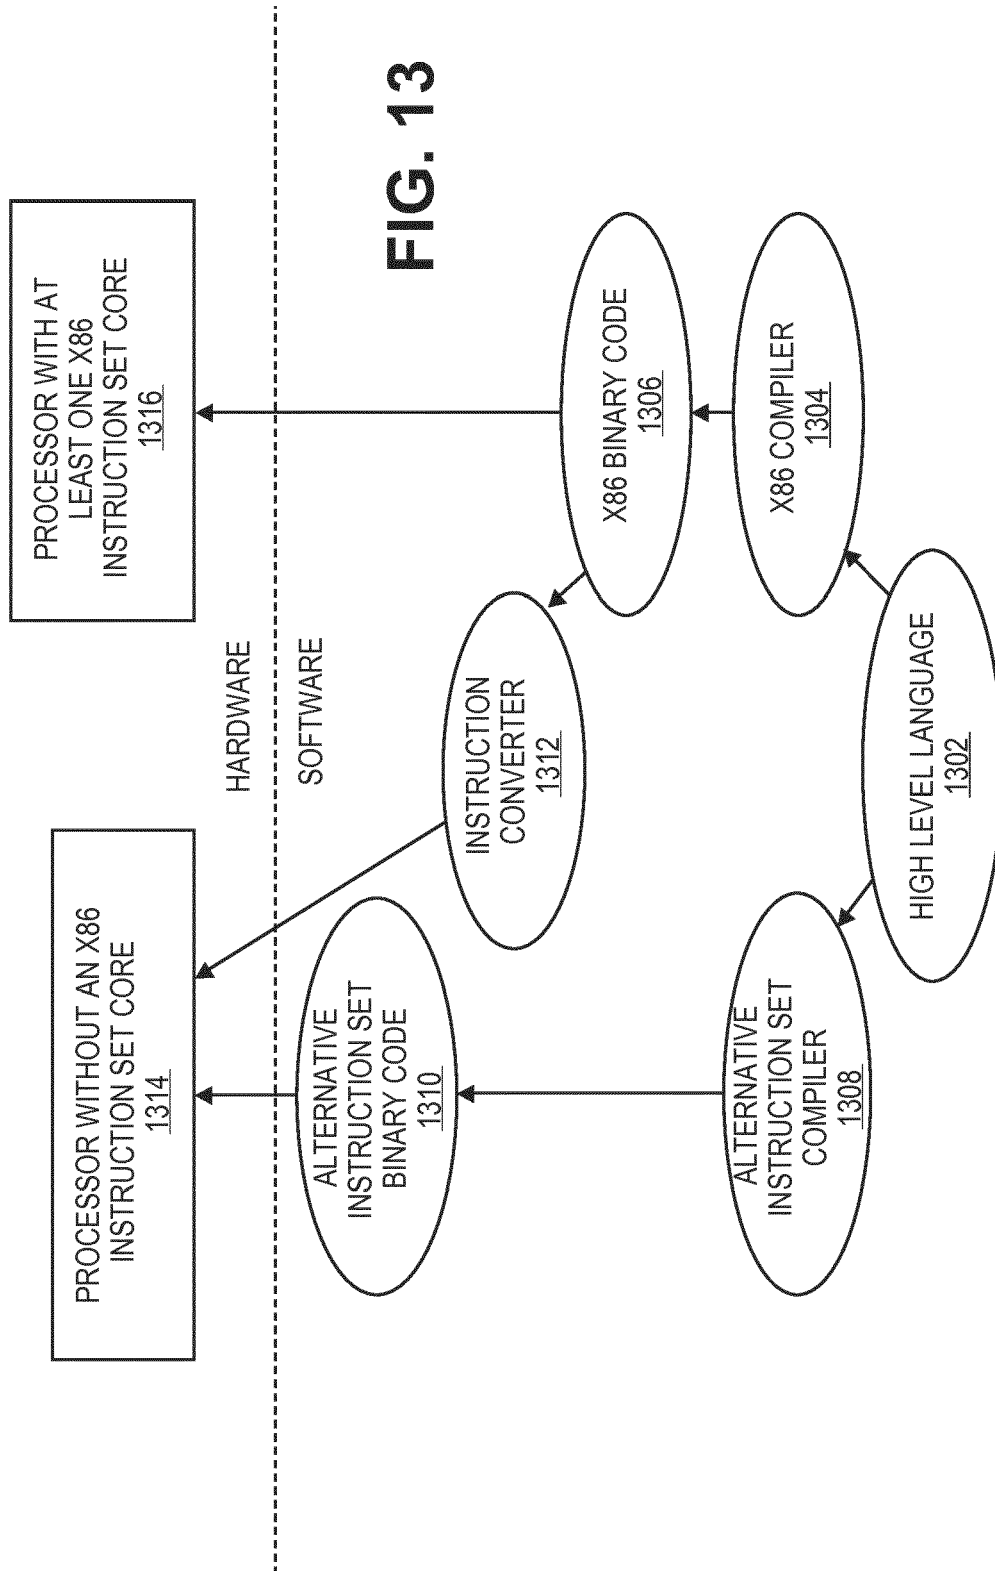 PROCESSOR WITHOUT AN X86
INSTRUCTION SET CORE
1314
PROCESSOR WITH AT
LEAST ONE X86
INSTRUCTION SET CORE
1316
HARDWARE
SOFTWARE
ALTERNATIVE
INSTRUCTION SET
BINARY CODE
1310
INSTRUCTION
CONVERTER
1312
FIG. 13
X86 BINARY CODE
1306
ALTERNATIVE
INSTRUCTION SET
COMPILER
1308
X86 COMPILER
1304
HIGH LEVEL LANGUAGE
1302